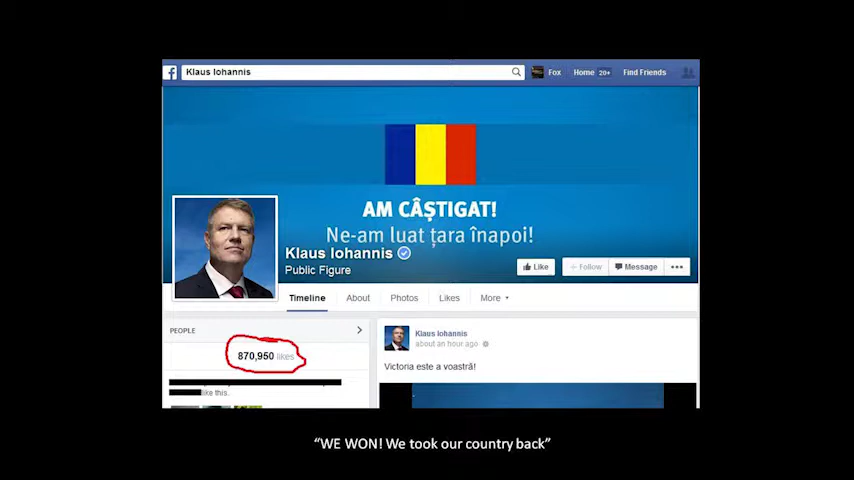 f Klaus Iohannis Fox Home 20+ Find Friends
AM CÂȘTIGAT!
Ne-am luat țara înapoi!
Klaus Iohannis
Public Figure
Like + Follow Message •••
Timeline About Photos Likes More
PEOPLE
870,950 likes
like this.
Klaus Iohannis
about an hour ago
Victoria este a voastră!
“WE WON! We took our country back”